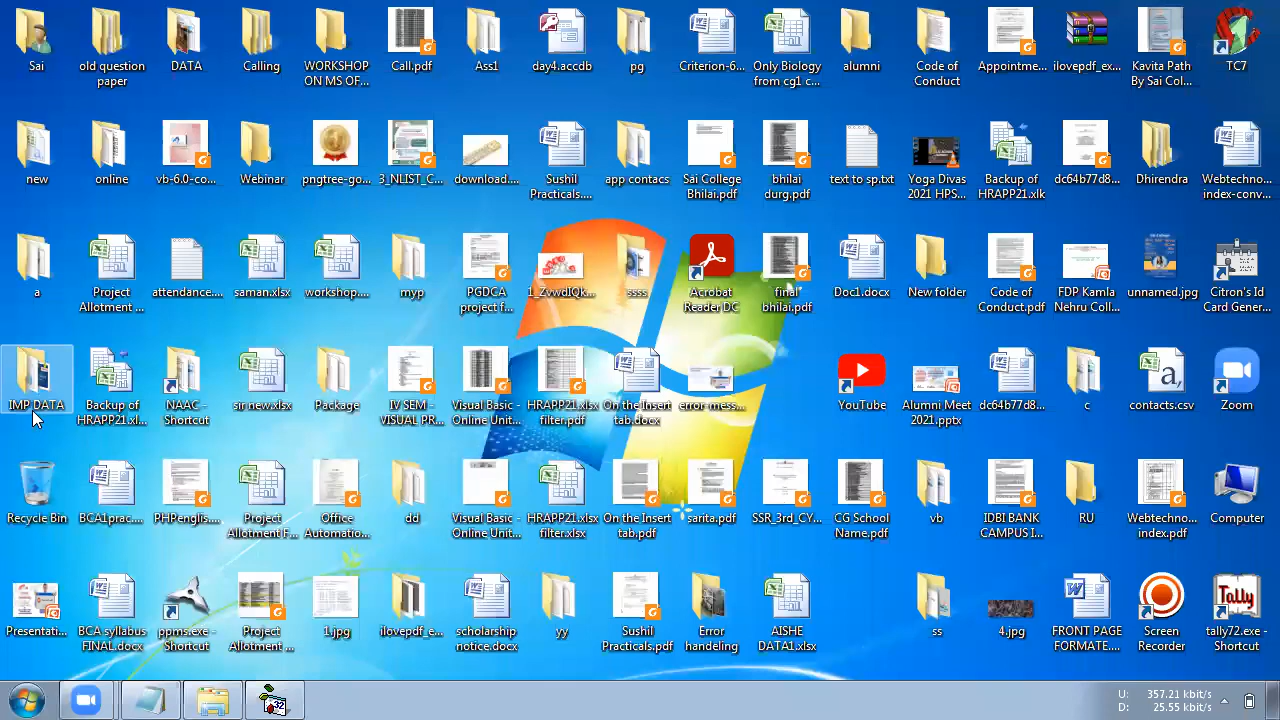 Sai
old question
paper
DATA
Calling
WORKSHOP
ON MS OF...
Call.pdf
Ass1
day4.accdb
pg
Criterion-6...
Only Biology
from cg1 c...
alumni
Code of
Conduct
Appointme...
ilovepdf_ex...
Kavita Path
By Sai Col...
TC7
new
online
vb-6.0-co...
Webinar
pngtree-go...
3_NLIST_C...
download....
Sushil
Practicals....
app contacs
Sai College
Bhilai.pdf
bhilai
durg.pdf
text to sp.txt
Yoga Divas
2021 HPS...
Backup of
HRAPP21.xlk
dc64b77d8...
Dhirendra
Webtechno...
index-conv...
a
Project
Allotment ...
attendance....
saman.xlsx
workshop....
myp
PGDCA
project f...
1_ZvwdIQk...
ssss
Acrobat
Reader DC
final
bhilai.pdf
Doc1.docx
New folder
Code of
Conduct.pdf
FDP Kamla
Nehru Coll...
unnamed.jpg
Citron's Id
Card Gener...
IMP DATA
Backup of
HRAPP21.xl...
NAAC -
Shortcut
sir mcv.xlsx
Package
IV SEM -
VISUAL PR...
Visual Basic -
Online Unit...
HRAPP21.xlsx
filter.pdf
On the Insert
tab.docx
error-mess...
YouTube
Alumni Meet
2021.pptx
dc64b77d8...
c
contacts.csv
Zoom
Recycle Bin
BCA1prac....
PHPenglis...
Project
Allotment ...
Office
Automatio...
dd
Visual Basic -
Online Unit...
HRAPP21.xlsx
filter.xlsx
On the Insert
tab.pdf
sarita.pdf
SSR_3rd_CY...
CG School
Name.pdf
vb
IDBI BANK
CAMPUS I...
RU
Webtechno...
index.pdf
Computer
Presentati...
BCA syllabus
FINAL.docx
ppms.exe -
Shortcut
Project
Allotment ...
1.jpg
ilovepdf_e...
scholarship
notice.docx
yy
Sushil
Practicals.pdf
Error
handeling
AISHE
DATA1.xlsx
ss
4.jpg
FRONT PAGE
FORMATE....
Screen
Recorder
Tally
tally72.exe -
Shortcut
32
U: 357.21 kbit/s
D: 25.55 kbit/s